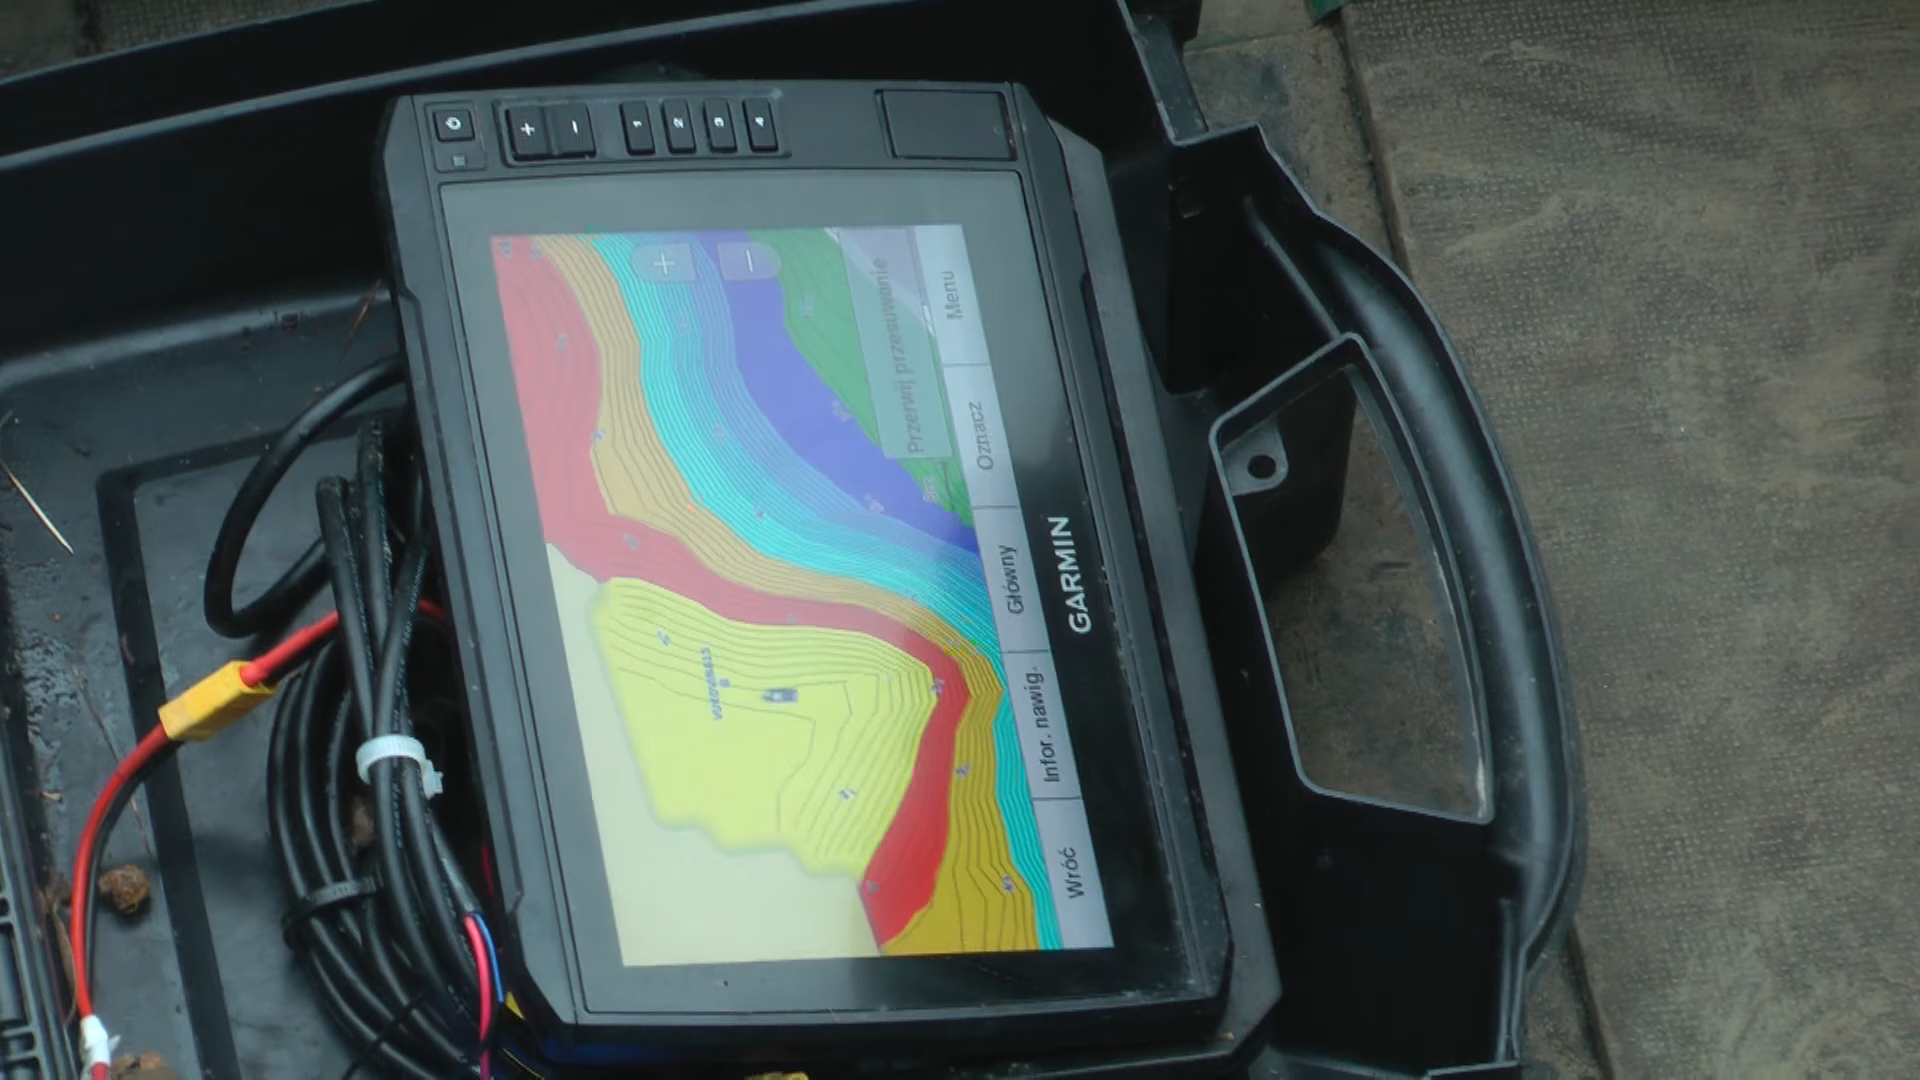 +
−
1
2
3
4
+
−
Przerwij przesuwanie
Wróć
Infor. nawig.
Główny
Oznacz
Menu
GARMIN